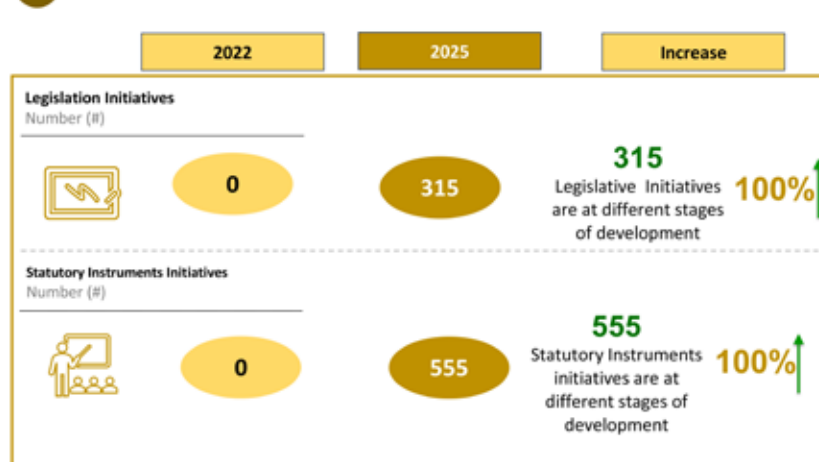 2022
2025
Increase
Legislation Initiatives
Number (#)
0
315
315
Legislative Initiatives
are at different stages
of development
100%
Statutory Instruments Initiatives
Number (#)
0
555
555
Statutory Instruments
initiatives are at
different stages of
development
100%